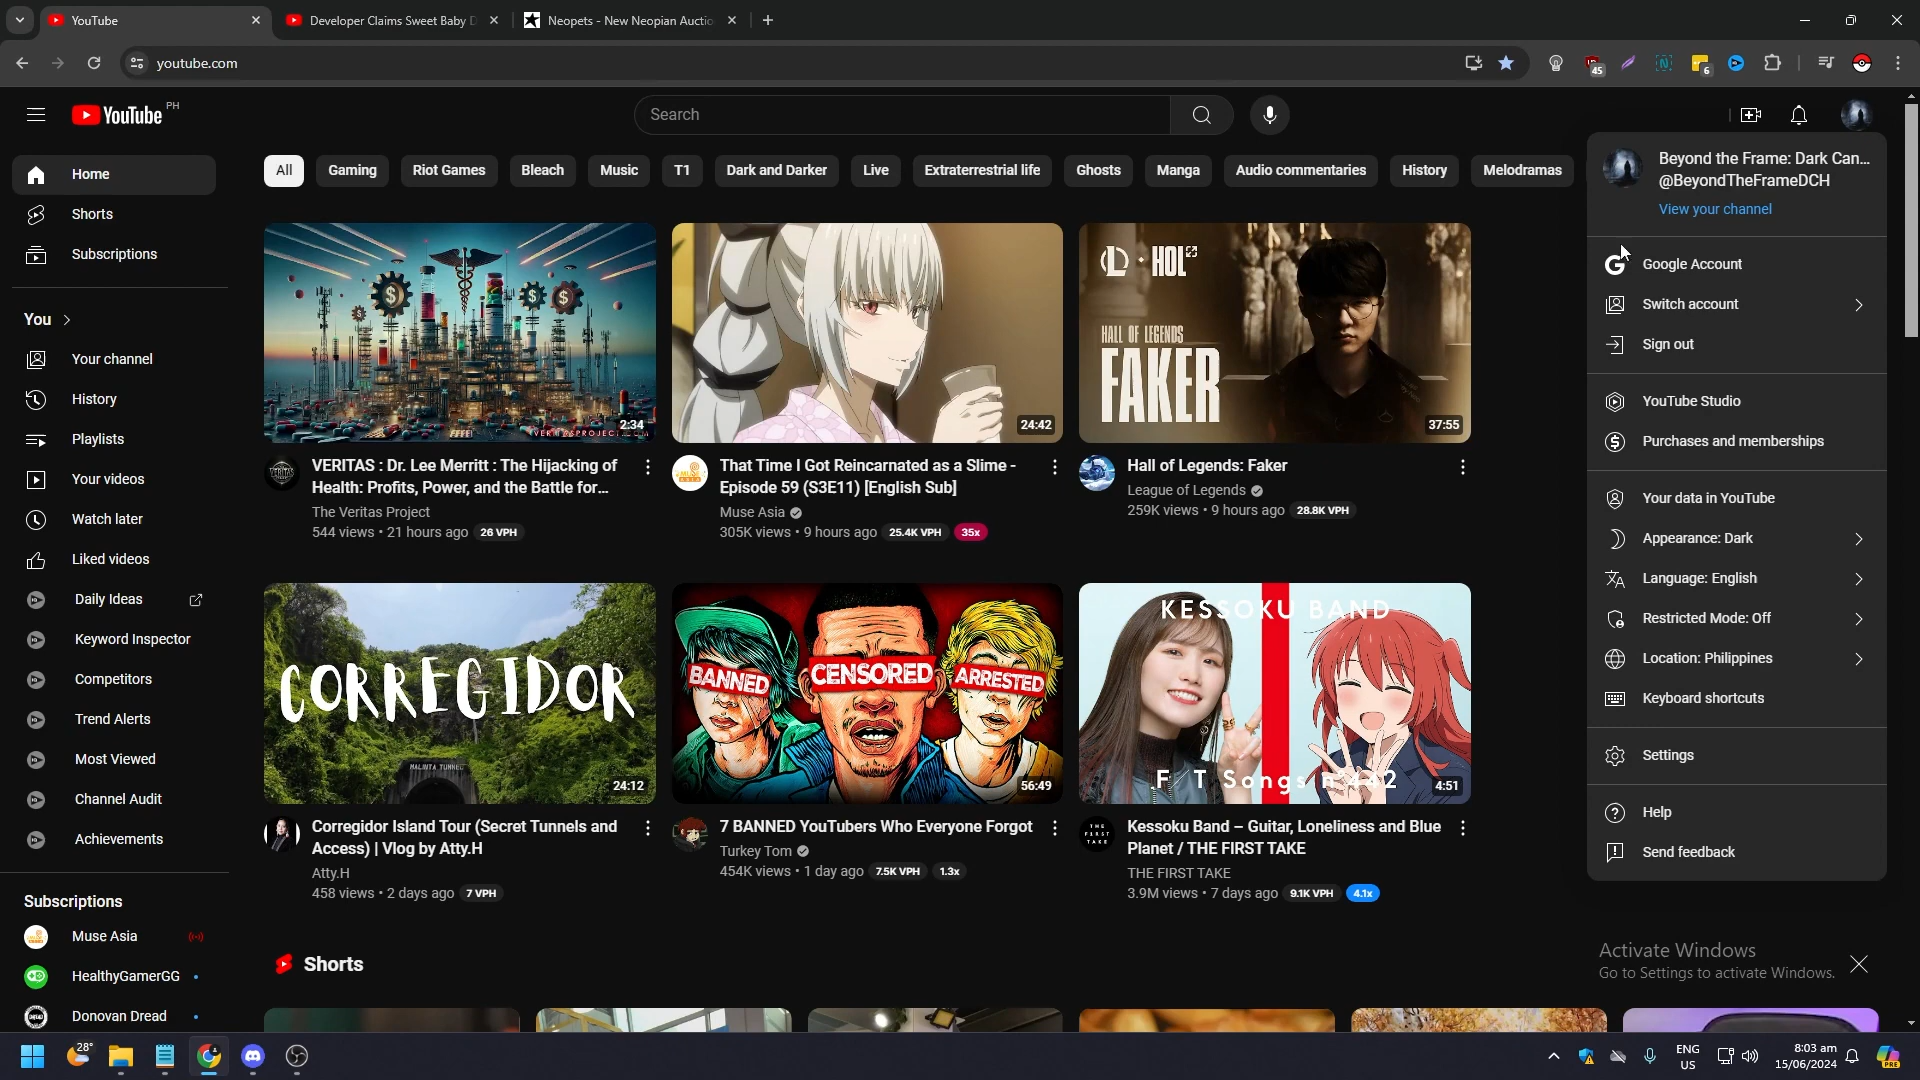 YouTube
Developer Claims Sweet Baby D
Neopets - New Neopian Auctio
youtube.com
45
6
YouTube PH
Search
All
Gaming
Riot Games
Bleach
Music
T1
Dark and Darker
Live
Extraterrestrial life
Ghosts
Manga
Audio commentaries
History
Melodramas
Home
Shorts
Subscriptions
You
Your channel
History
Playlists
Your videos
Watch later
Liked videos
Daily Ideas
Keyword Inspector
Competitors
Trend Alerts
Most Viewed
Channel Audit
Achievements
Subscriptions
Muse Asia
HealthyGamerGG
Donovan Dread
VERITASPROJECT.COM
2:34
VERITAS : Dr. Lee Merritt : The Hijacking of
Health: Profits, Power, and the Battle for...
The Veritas Project
544 views • 21 hours ago 26 VPH
24:42
That Time I Got Reincarnated as a Slime -
Episode 59 (S3E11) [English Sub]
Muse Asia
305K views • 9 hours ago 25.4K VPH 35x
HOL
HALL OF LEGENDS
FAKER
37:55
Hall of Legends: Faker
League of Legends
259K views • 9 hours ago 28.8K VPH
CORREGIDOR
MALINTA TUNNEL
24:12
Corregidor Island Tour (Secret Tunnels and
Access) | Vlog by Atty.H
Atty.H
458 views • 2 days ago 7 VPH
BANNED
CENSORED
ARRESTED
56:49
7 BANNED YouTubers Who Everyone Forgot
Turkey Tom
454K views • 1 day ago 7.5K VPH 1.3x
KESSOKU BAND
4:51
THE FIRST TAKE
Kessoku Band – Guitar, Loneliness and Blue
Planet / THE FIRST TAKE
THE FIRST TAKE
3.9M views • 7 days ago 9.1K VPH 4.1x
Shorts
Beyond the Frame: Dark Can...
@BeyondTheFrameDCH
View your channel
Google Account
Switch account
Sign out
YouTube Studio
Purchases and memberships
Your data in YouTube
Appearance: Dark
Language: English
Restricted Mode: Off
Location: Philippines
Keyboard shortcuts
Settings
Help
Send feedback
Activate Windows
Go to Settings to activate Windows.
28°
ENG
US
8:03 am
15/06/2024
PRE